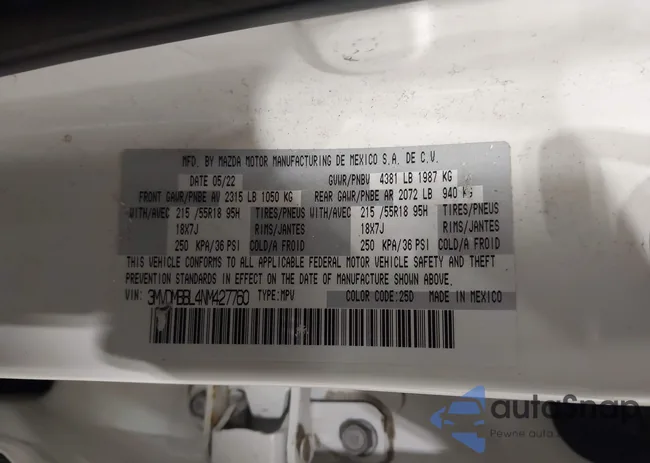 MFD. BY MAZDA MOTOR MANUFACTURING DE MEXICO S.A. DE C.V.
DATE 05/22 GVWR/PNBV 4381 LB 1987 KG
FRONT GAWR/PNBE AV 2315 LB 1050 KG REAR GAWR/PNBE AR 2072 LB 940 KG
WITH/AVEC 215 /55R18 95H TIRES/PNEUS WITH/AVEC 215 /55R18 95H TIRES/PNEUS
18X7J RIMS/JANTES 18X7J RIMS/JANTES
250 KPA/36 PSI COLD/A FROID 250 KPA/36 PSI COLD/A FROID
THIS VEHICLE CONFORMS TO ALL APPLICABLE FEDERAL MOTOR VEHICLE SAFETY AND THEFT
PREVENTION STANDARDS IN EFFECT ON THE DATE OF MANUFACTURE SHOWN ABOVE.
VIN: 3MVDMBBL4NM427760 TYPE:MPV COLOR CODE:25D MADE IN MEXICO
autoSnap
Pewne auta